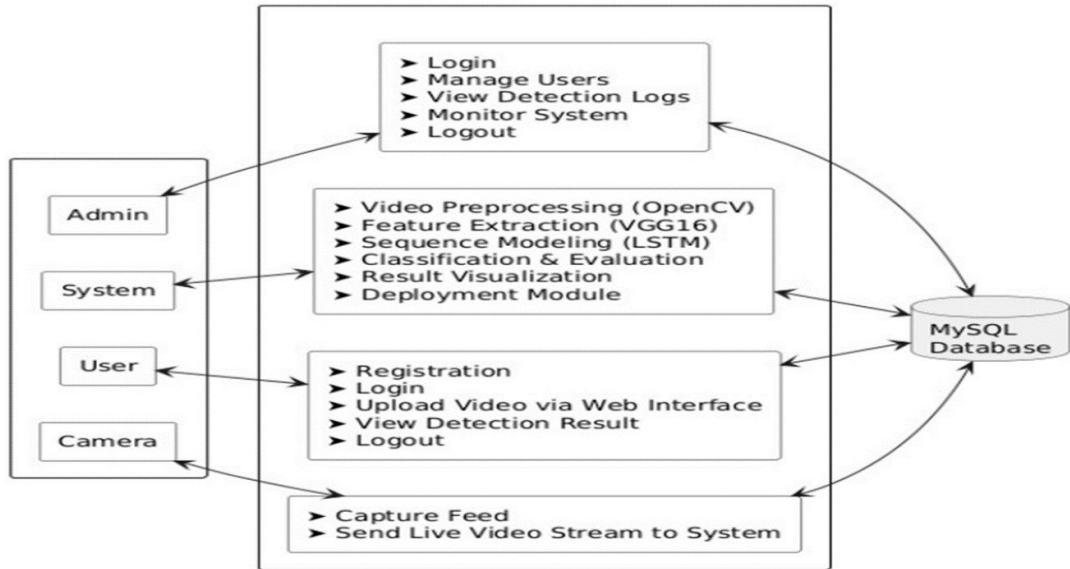 ➤ Login
➤ Manage Users
➤ View Detection Logs
➤ Monitor System
➤ Logout
Admin
➤ Video Preprocessing (OpenCV)
➤ Feature Extraction (VGG16)
➤ Sequence Modeling (LSTM)
➤ Classification & Evaluation
➤ Result Visualization
➤ Deployment Module
System
MySQL
Database
User
➤ Registration
➤ Login
➤ Upload Video via Web Interface
➤ View Detection Result
➤ Logout
Camera
➤ Capture Feed
➤ Send Live Video Stream to System